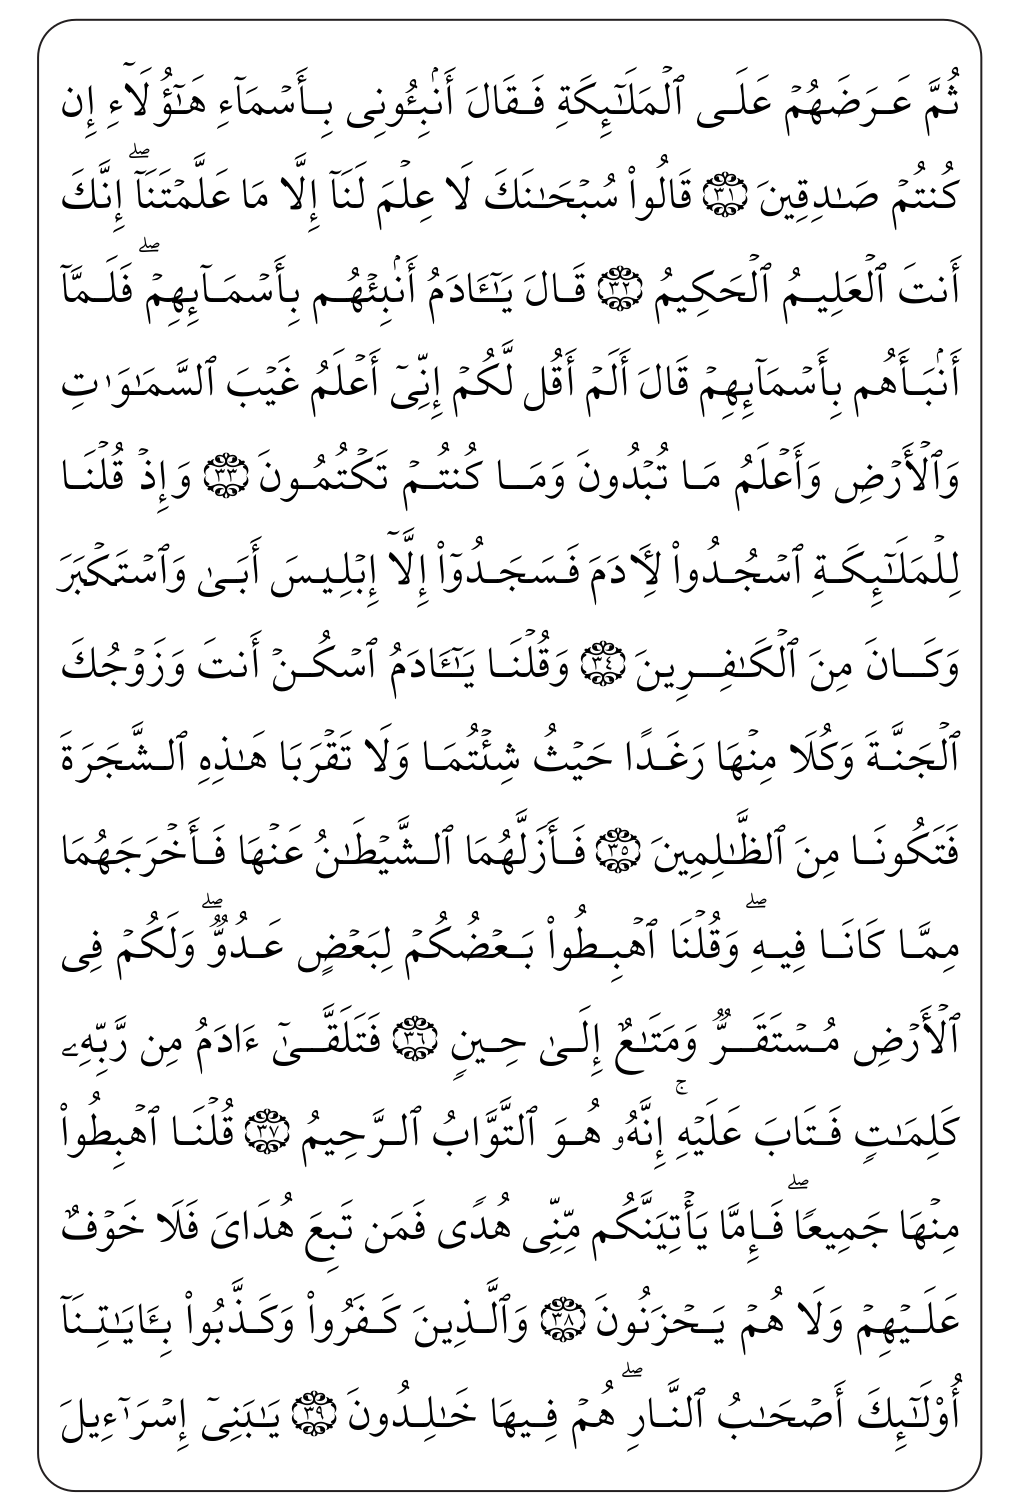 ثُمَّ عَرَضَهُمۡ عَلَى ٱلۡمَلَٰٓئِكَةِ فَقَالَ أَنۢبِـُٔونِى بِأَسۡمَآءِ هَٰٓؤُلَآءِ إِن
كُنتُمۡ صَٰدِقِينَ ٣١ قَالُوا۟ سُبۡحَٰنَكَ لَا عِلۡمَ لَنَآ إِلَّا مَا عَلَّمۡتَنَآۖ إِنَّكَ
أَنتَ ٱلۡعَلِيمُ ٱلۡحَكِيمُ ٣٢ قَالَ يَٰٓـَٔادَمُ أَنۢبِئۡهُم بِأَسۡمَآئِهِمۡۖ فَلَمَّآ
أَنۢبَأَهُم بِأَسۡمَآئِهِمۡ قَالَ أَلَمۡ أَقُل لَّكُمۡ إِنِّىٓ أَعۡلَمُ غَيۡبَ ٱلسَّمَٰوَٰتِ
وَٱلۡأَرۡضِ وَأَعۡلَمُ مَا تُبۡدُونَ وَمَا كُنتُمۡ تَكۡتُمُونَ ٣٣ وَإِذۡ قُلۡنَا
لِلۡمَلَٰٓئِكَةِ ٱسۡجُدُوا۟ لِـَٔادَمَ فَسَجَدُوٓا۟ إِلَّآ إِبۡلِيسَ أَبَىٰ وَٱسۡتَكۡبَرَ
وَكَانَ مِنَ ٱلۡكَٰفِرِينَ ٣٤ وَقُلۡنَا يَٰٓـَٔادَمُ ٱسۡكُنۡ أَنتَ وَزَوۡجُكَ
ٱلۡجَنَّةَ وَكُلَا مِنۡهَا رَغَدًا حَيۡثُ شِئۡتُمَا وَلَا تَقۡرَبَا هَٰذِهِ ٱلشَّجَرَةَ
فَتَكُونَا مِنَ ٱلظَّٰلِمِينَ ٣٥ فَأَزَلَّهُمَا ٱلشَّيۡطَٰنُ عَنۡهَا فَأَخۡرَجَهُمَا
مِمَّا كَانَا فِيهِۖ وَقُلۡنَا ٱهۡبِطُوا۟ بَعۡضُكُمۡ لِبَعۡضٍ عَدُوٌّۖ وَلَكُمۡ فِى
ٱلۡأَرۡضِ مُسۡتَقَرٌّ وَمَتَٰعٌ إِلَىٰ حِينٍ ٣٦ فَتَلَقَّىٰٓ ءَادَمُ مِن رَّبِّهِۦ
كَلِمَٰتٍ فَتَابَ عَلَيۡهِۚ إِنَّهُۥ هُوَ ٱلتَّوَّابُ ٱلرَّحِيمُ ٣٧ قُلۡنَا ٱهۡبِطُوا۟
مِنۡهَا جَمِيعًاۖ فَإِمَّا يَأۡتِيَنَّكُم مِّنِّى هُدًى فَمَن تَبِعَ هُدَاىَ فَلَا خَوۡفٌ
عَلَيۡهِمۡ وَلَا هُمۡ يَحۡزَنُونَ ٣٨ وَٱلَّذِينَ كَفَرُوا۟ وَكَذَّبُوا۟ بِـَٔايَٰتِنَآ
أُو۟لَٰٓئِكَ أَصۡحَٰبُ ٱلنَّارِۖ هُمۡ فِيهَا خَٰلِدُونَ ٣٩ يَٰبَنِىٓ إِسۡرَٰٓءِيلَ